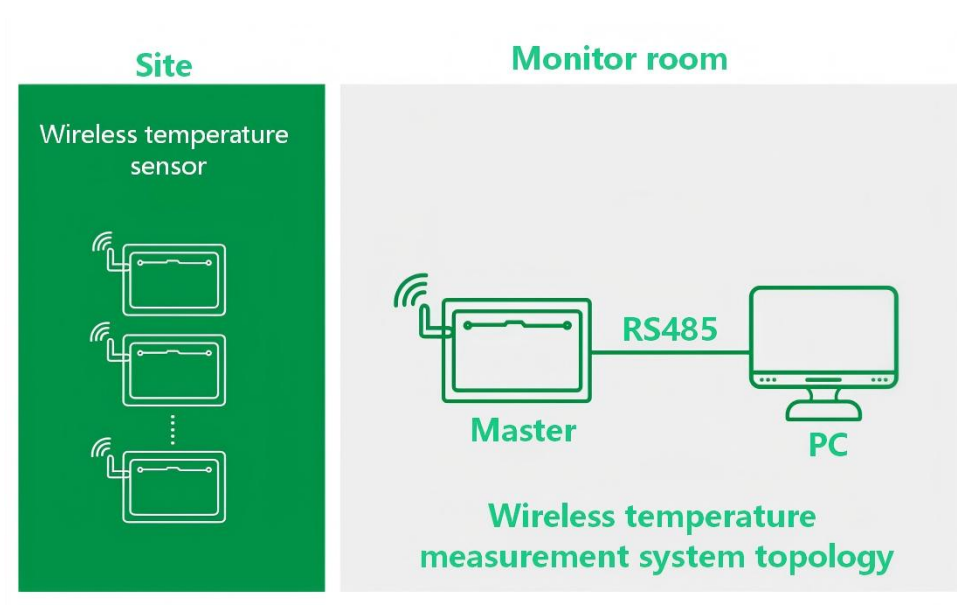 Site
Monitor room
Wireless temperature
sensor
RS485
Master
PC
Wireless temperature
measurement system topology